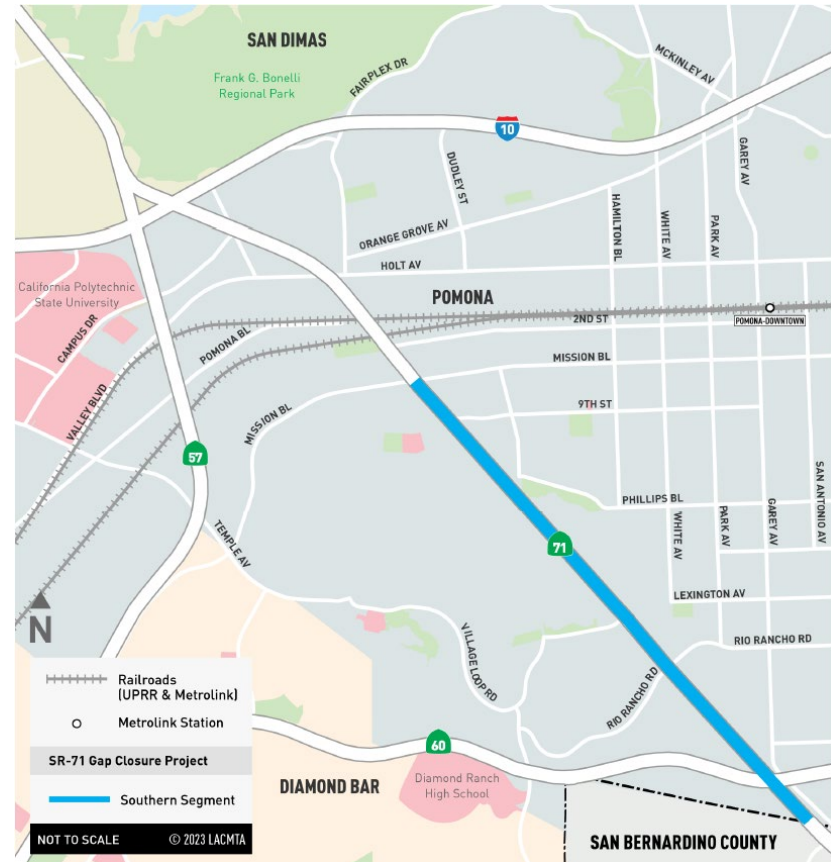 SAN DIMAS
Frank G. Bonelli
Regional Park
FAIRPLEX DR
MCKINLEY AV
10
GAREY AV
DUDLEY ST
HAMILTON BL
WHITE AV
PARK AV
ORANGE GROVE AV
HOLT AV
California Polytechnic
State University
CAMPUS DR
POMONA
POMONA-DOWNTOWN
2ND ST
POMONA BL
MISSION BL
VALLEY BLVD
MISSION BL
9TH ST
57
SAN ANTONIO AV
PHILLIPS BL
WHITE AV
PARK AV
GAREY AV
71
TEMPLE AV
LEXINGTON AV
N
VILLAGE LOOP RD
RIO RANCHO RD
RIO RANCHO RD
Railroads
(UPRR & Metrolink)
Metrolink Station
SR-71 Gap Closure Project
Southern Segment
NOT TO SCALE © 2023 LACMTA
60
DIAMOND BAR
Diamond Ranch
High School
SAN BERNARDINO COUNTY